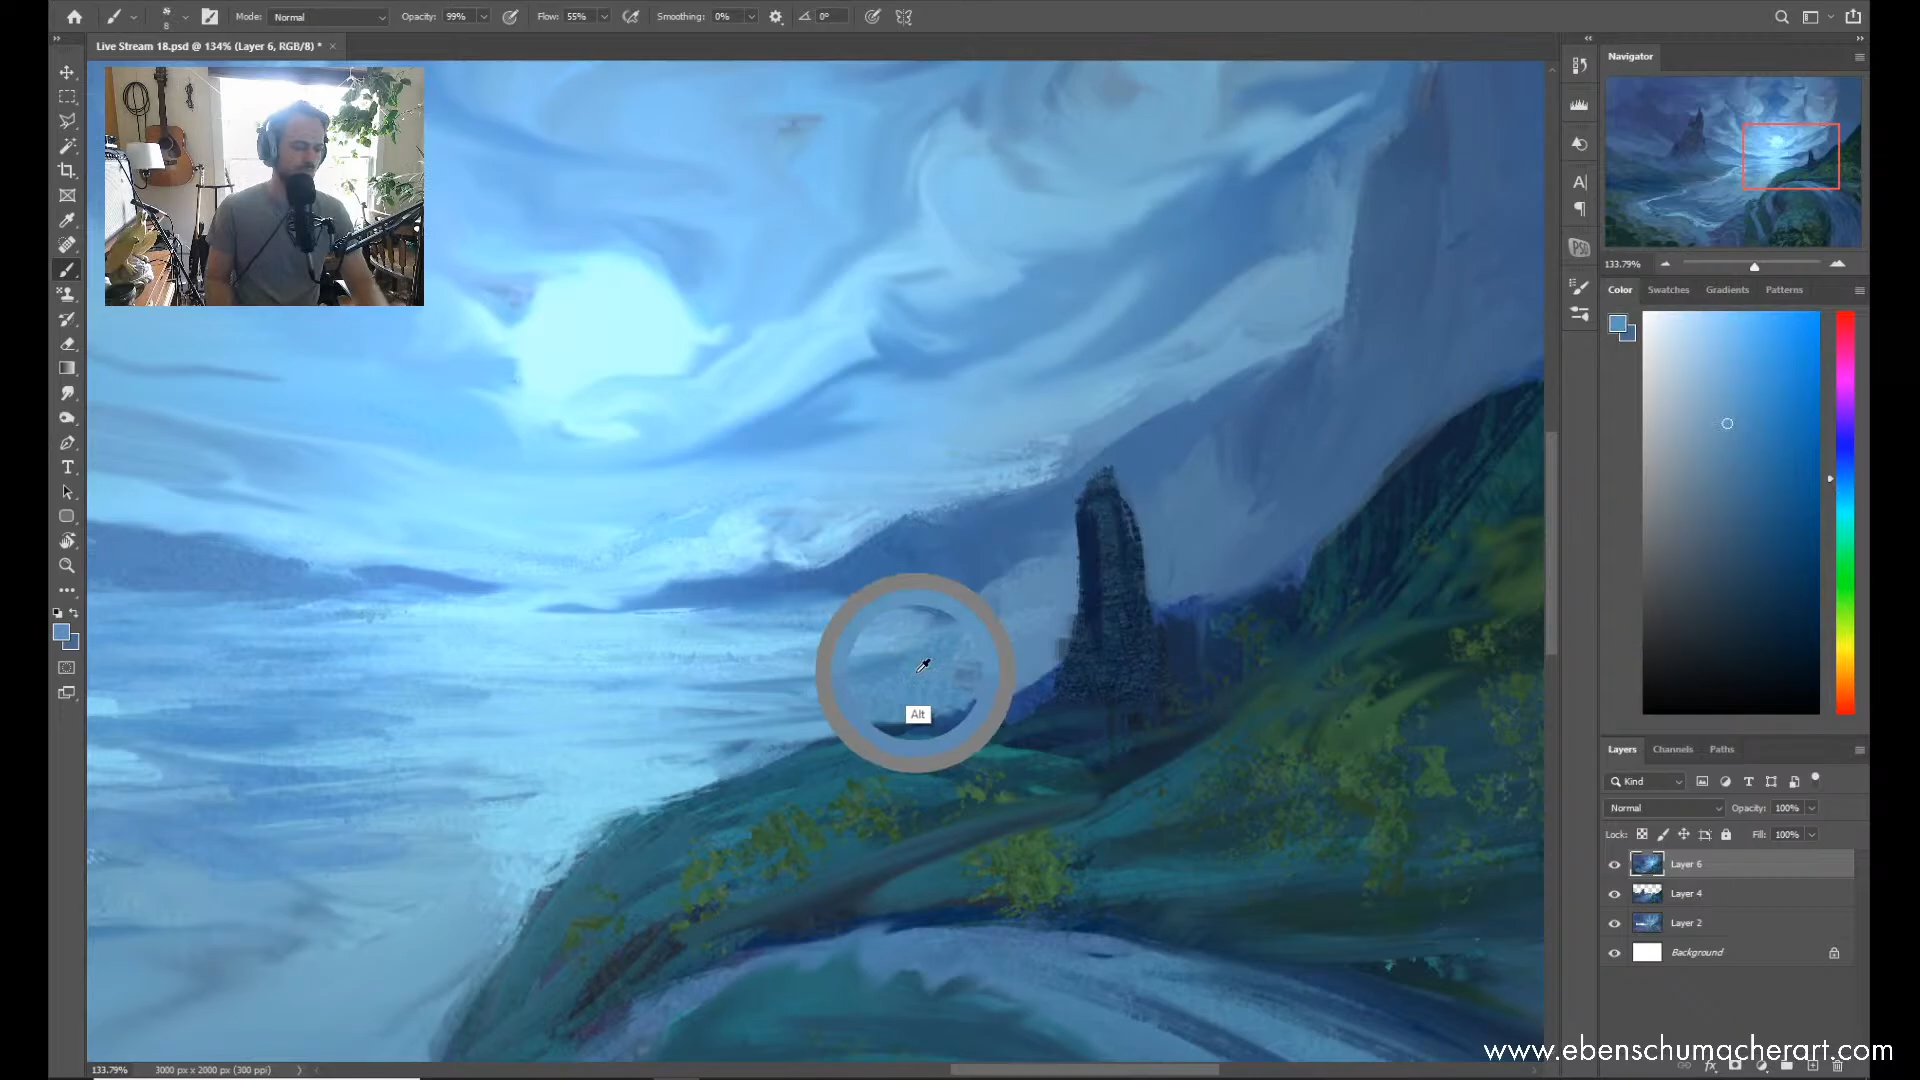 Mode: Normal Opacity: 99% Flow: 55% Smoothing: 0% 0°
8
Live Stream 18.psd @ 134% (Layer 6, RGB/8) * ×
Navigator
133.79%
Color Swatches Gradients Patterns
Alt
Layers Channels Paths
Kind
Normal Opacity: 100%
Lock: Fill: 100%
Layer 6
Layer 4
Layer 2
Background
www.ebenschumacherart.com
133.79% 3000 px x 2000 px (300 ppi)